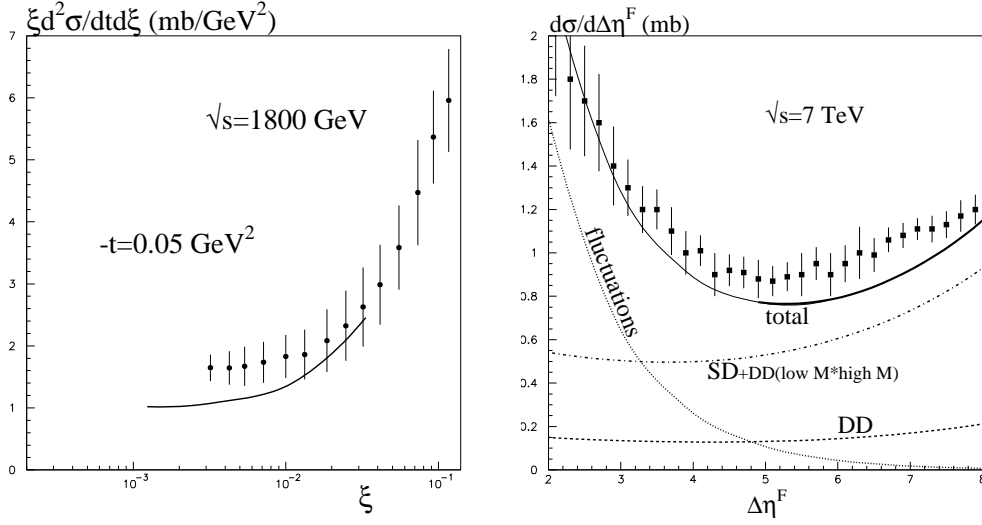 ξd²σ/dtdξ (mb/GeV²)
7
6
5
4
3
2
1
0
√s=1800 GeV
-t=0.05 GeV²
10⁻³
10⁻²
10⁻¹
ξ
dσ/dΔη^F (mb)
2
1.8
1.6
1.4
1.2
1
0.8
0.6
0.4
0.2
0
√s=7 TeV
fluctuations
total
SD+DD(low M*high M)
DD
2
3
4
5
6
7
8
Δη^F